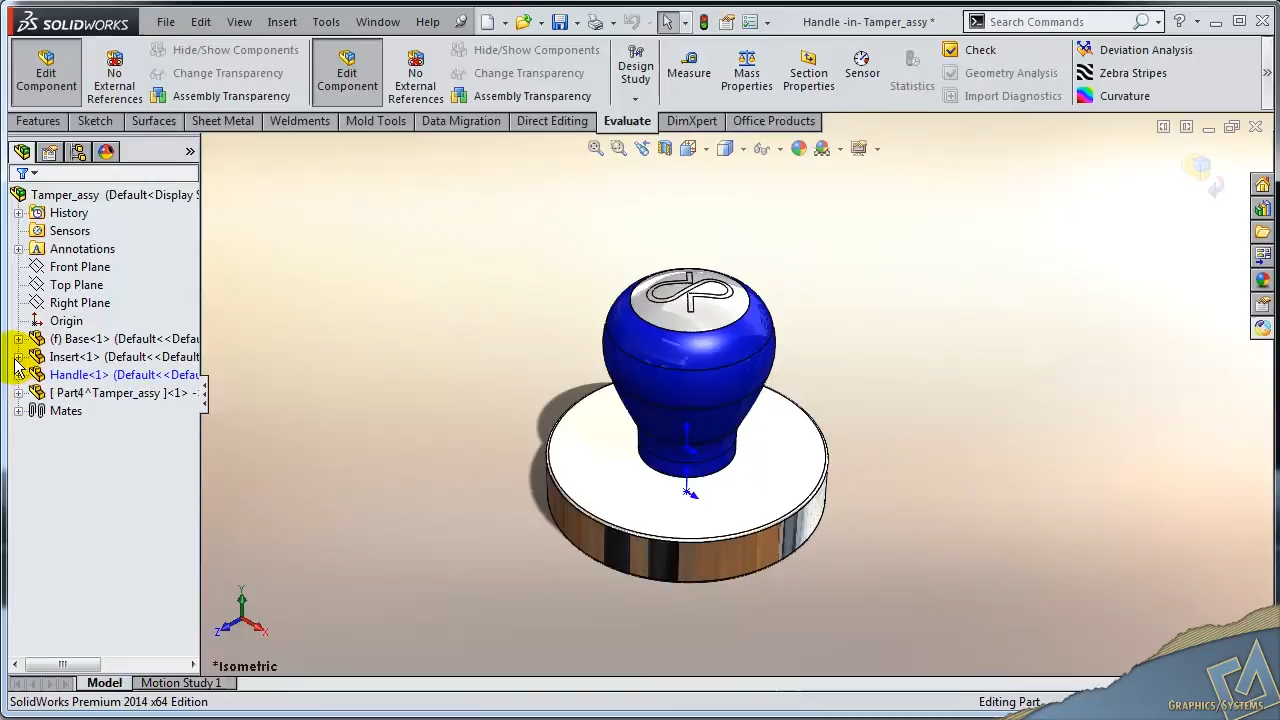 SOLIDWORKS
File Edit View Insert Tools Window Help
Handle -in- Tamper_assy *
Search Commands
Edit Component
No External References
Hide/Show Components
Change Transparency
Assembly Transparency
Edit Component
No External References
Hide/Show Components
Change Transparency
Assembly Transparency
Design Study
Measure
Mass Properties
Section Properties
Sensor
Statistics
Check
Geometry Analysis
Import Diagnostics
Deviation Analysis
Zebra Stripes
Curvature
Features Sketch Surfaces Sheet Metal Weldments Mold Tools Data Migration Direct Editing Evaluate DimXpert Office Products
Tamper_assy (Default<Display S
History
Sensors
Annotations
Front Plane
Top Plane
Right Plane
Origin
(f) Base<1> (Default<<Defau
Insert<1> (Default<<Default
Handle<1> (Default<<Defau
[ Part4^Tamper_assy ]<1> -
Mates
Y
Z
X
*Isometric
Model Motion Study 1
SolidWorks Premium 2014 x64 Edition
Editing Part
GRAPHICS/SYSTEMS